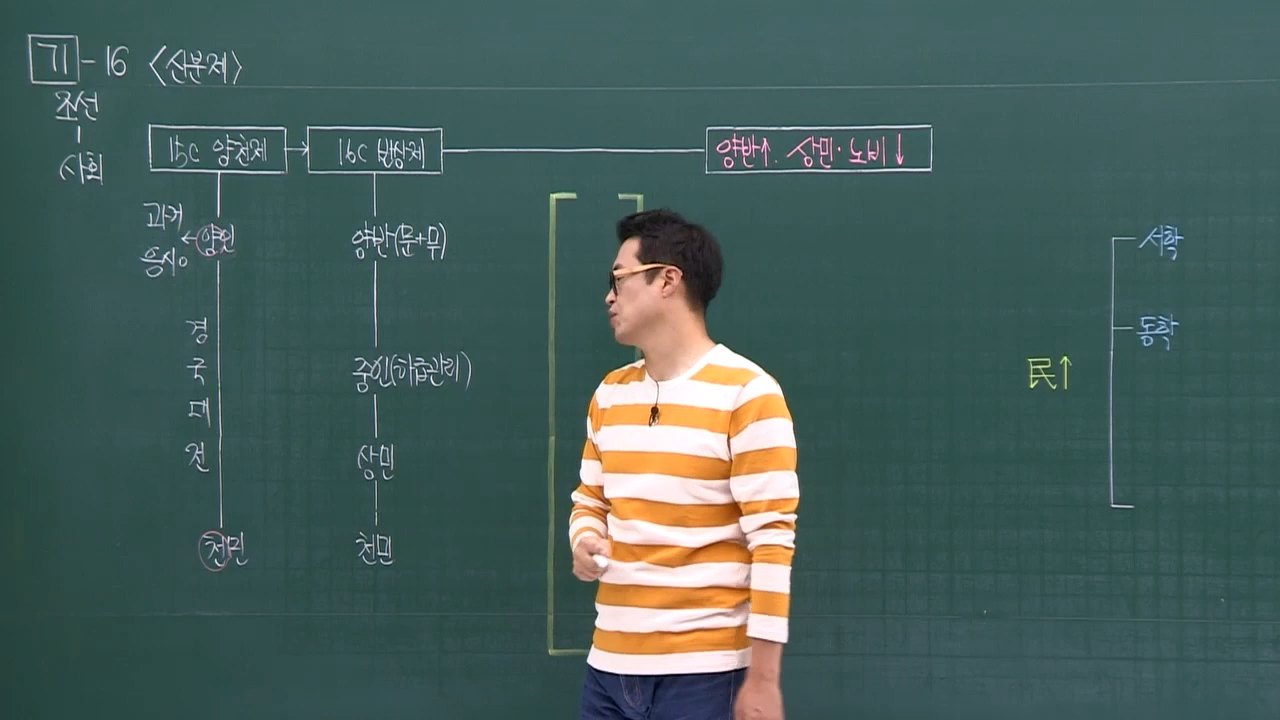 기-16 <신분제>
조선
사회
15C 양천제 → 16C 반상제
양반↑. 상민·노비↓
과거
응시○
← 양인
경
국
대
전
천민
양반(문+무)
중인(하급관리)
상민
천민
民↑
서학
동학